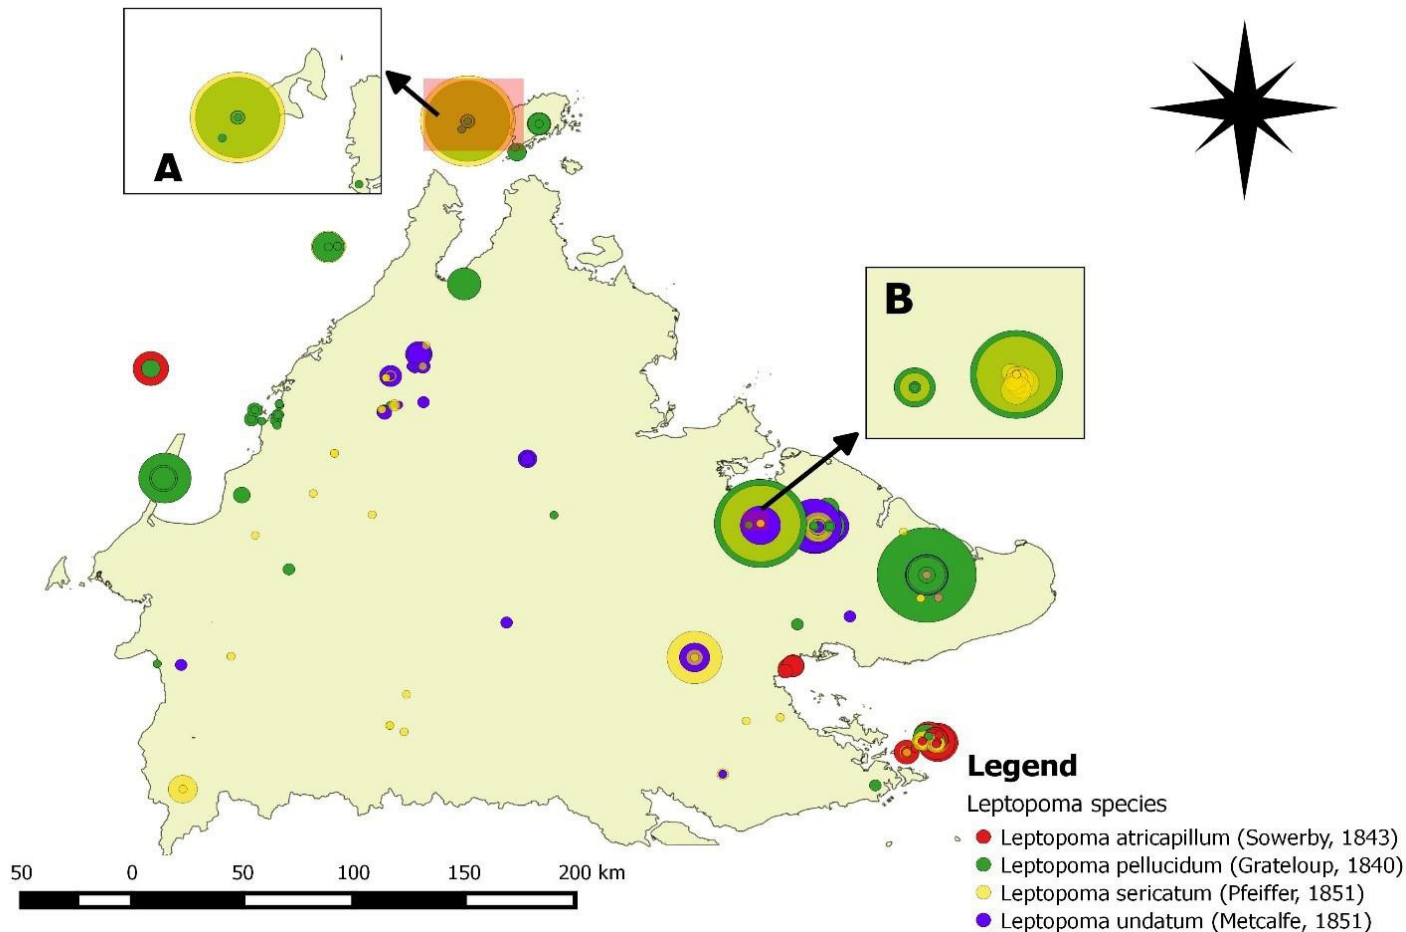 A
B
Legend
Leptopoma species
Leptopoma atricapillum (Sowerby, 1843)
Leptopoma pellucidum (Grateloup, 1840)
Leptopoma sericatum (Pfeiffer, 1851)
Leptopoma undatum (Metcalfe, 1851)
50 0 50 100 150 200 km